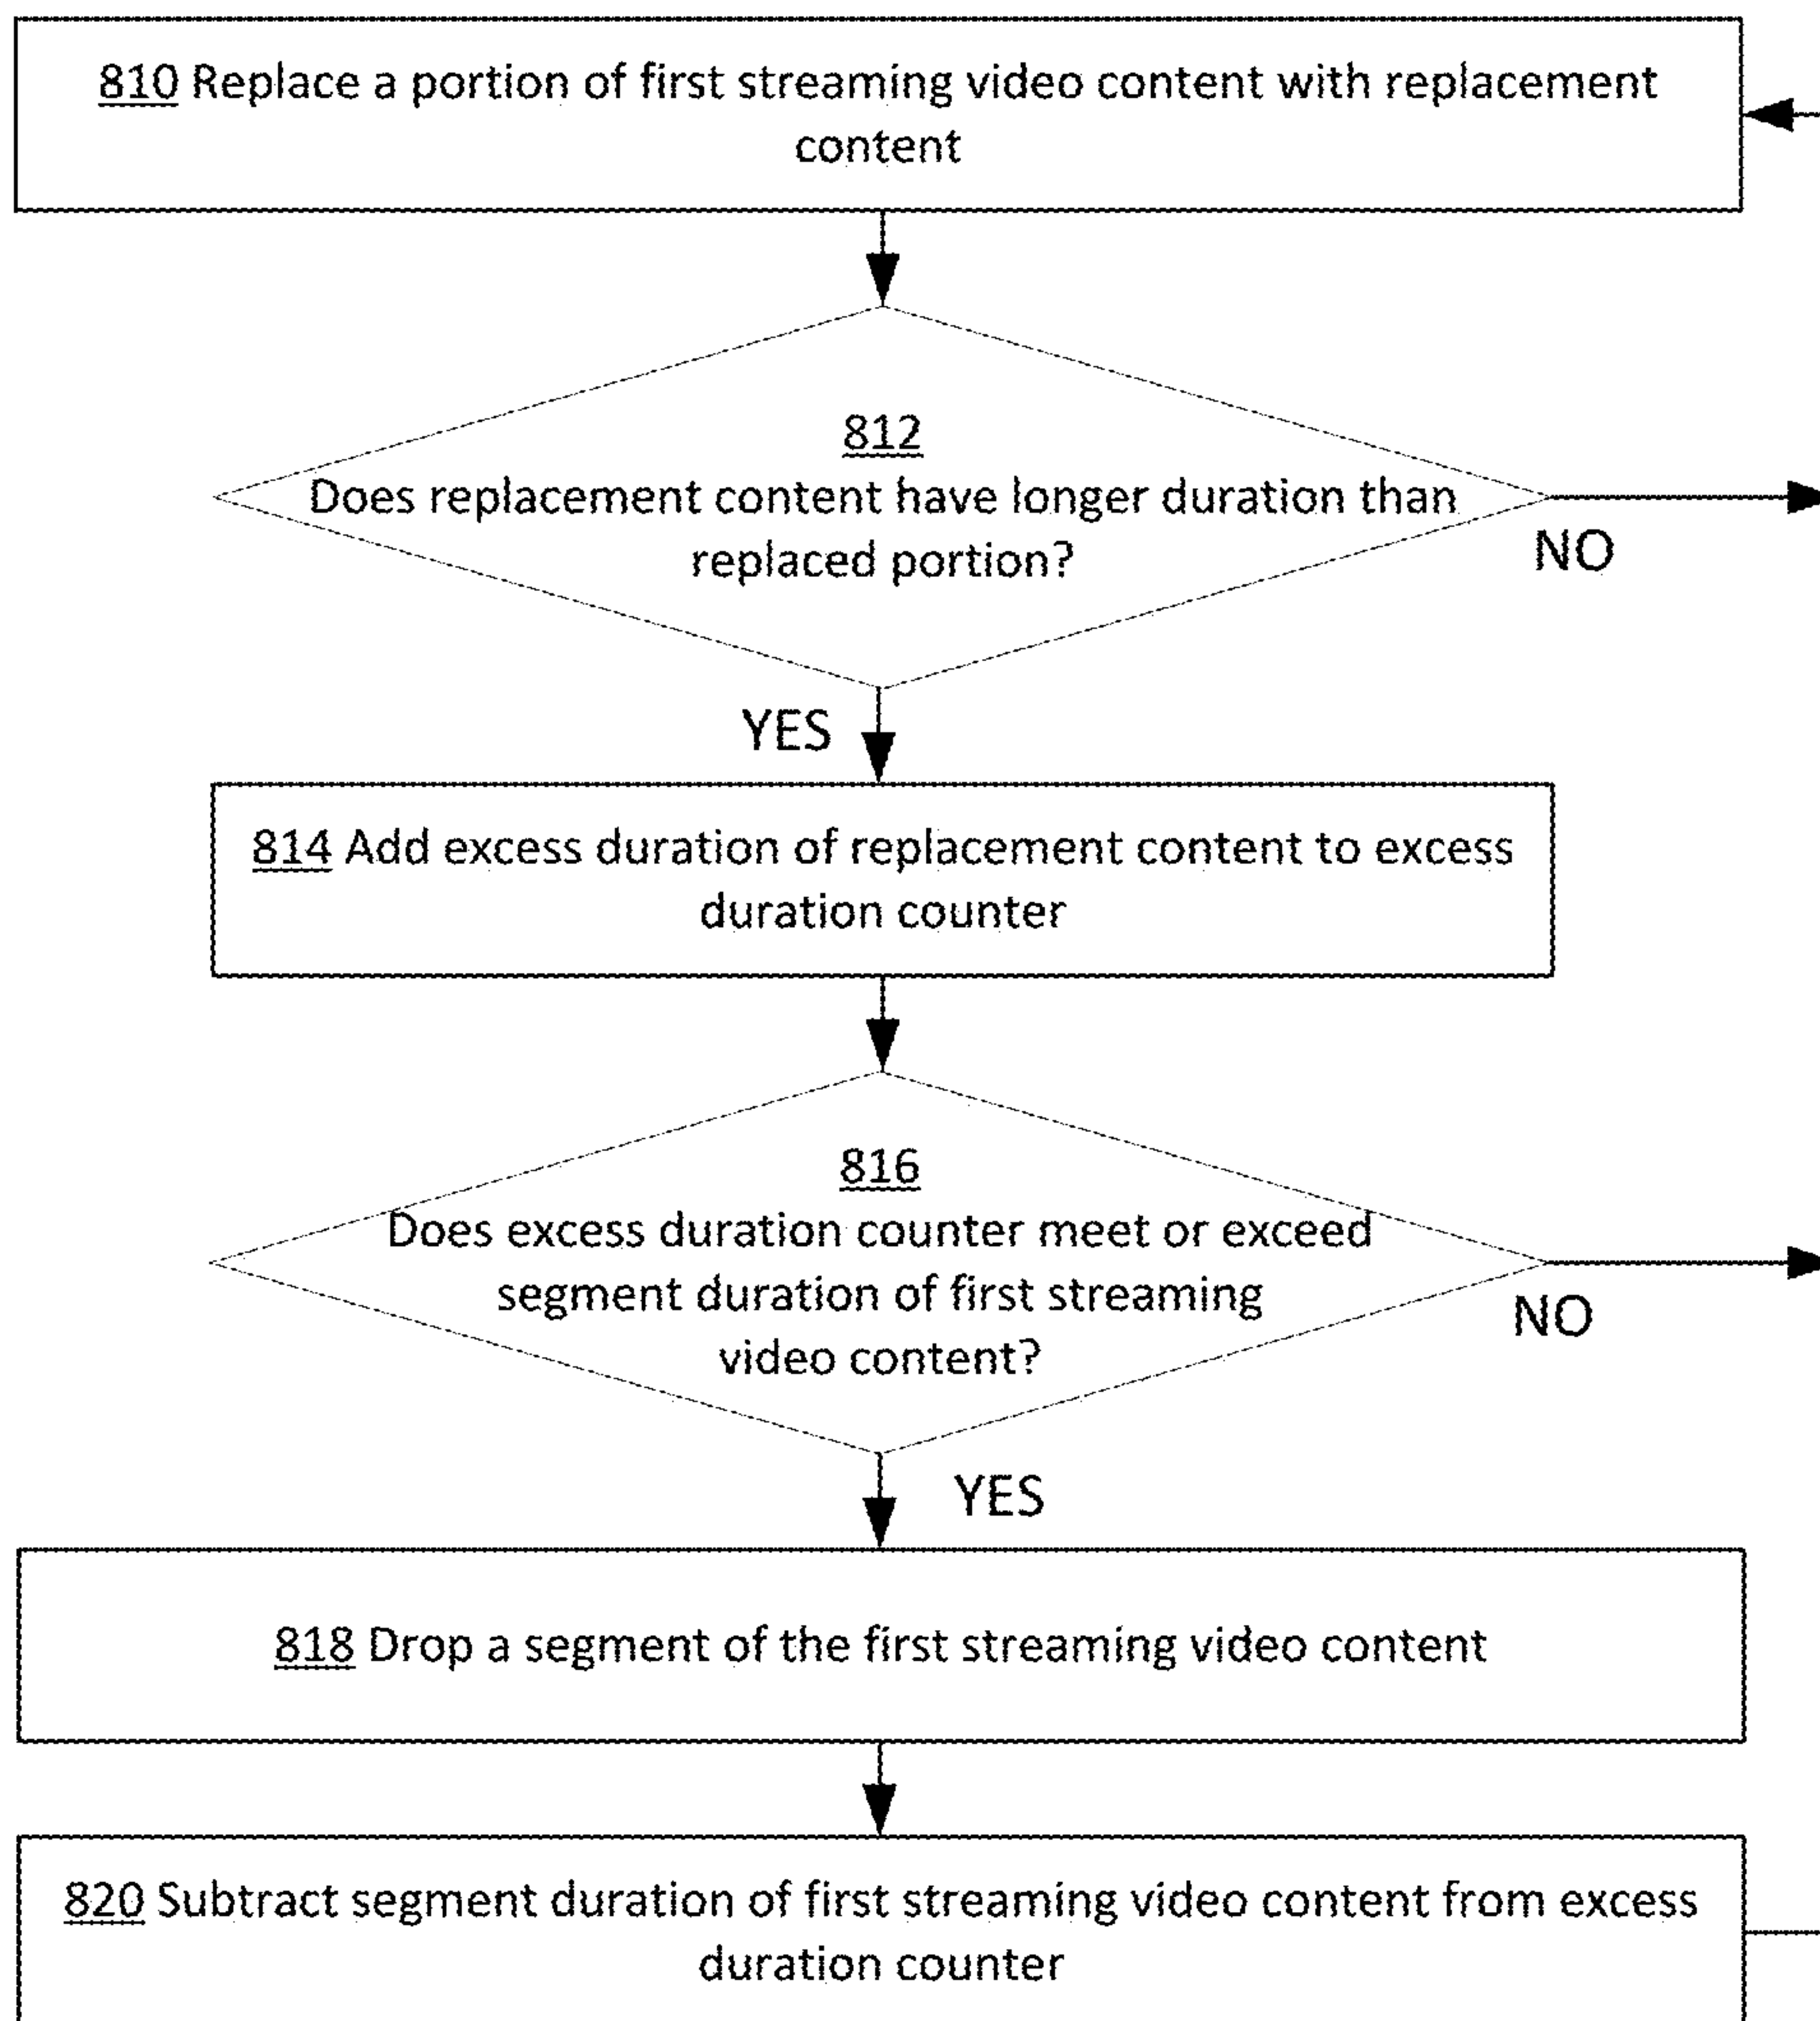 810 Replace a portion of first streaming video content with replacement
content
812
Does replacement content have longer duration than
replaced portion?
NO
YES
814 Add excess duration of replacement content to excess
duration counter
816
Does excess duration counter meet or exceed
segment duration of first streaming
video content?
NO
YES
818 Drop a segment of the first streaming video content
820 Subtract segment duration of first streaming video content from excess
duration counter